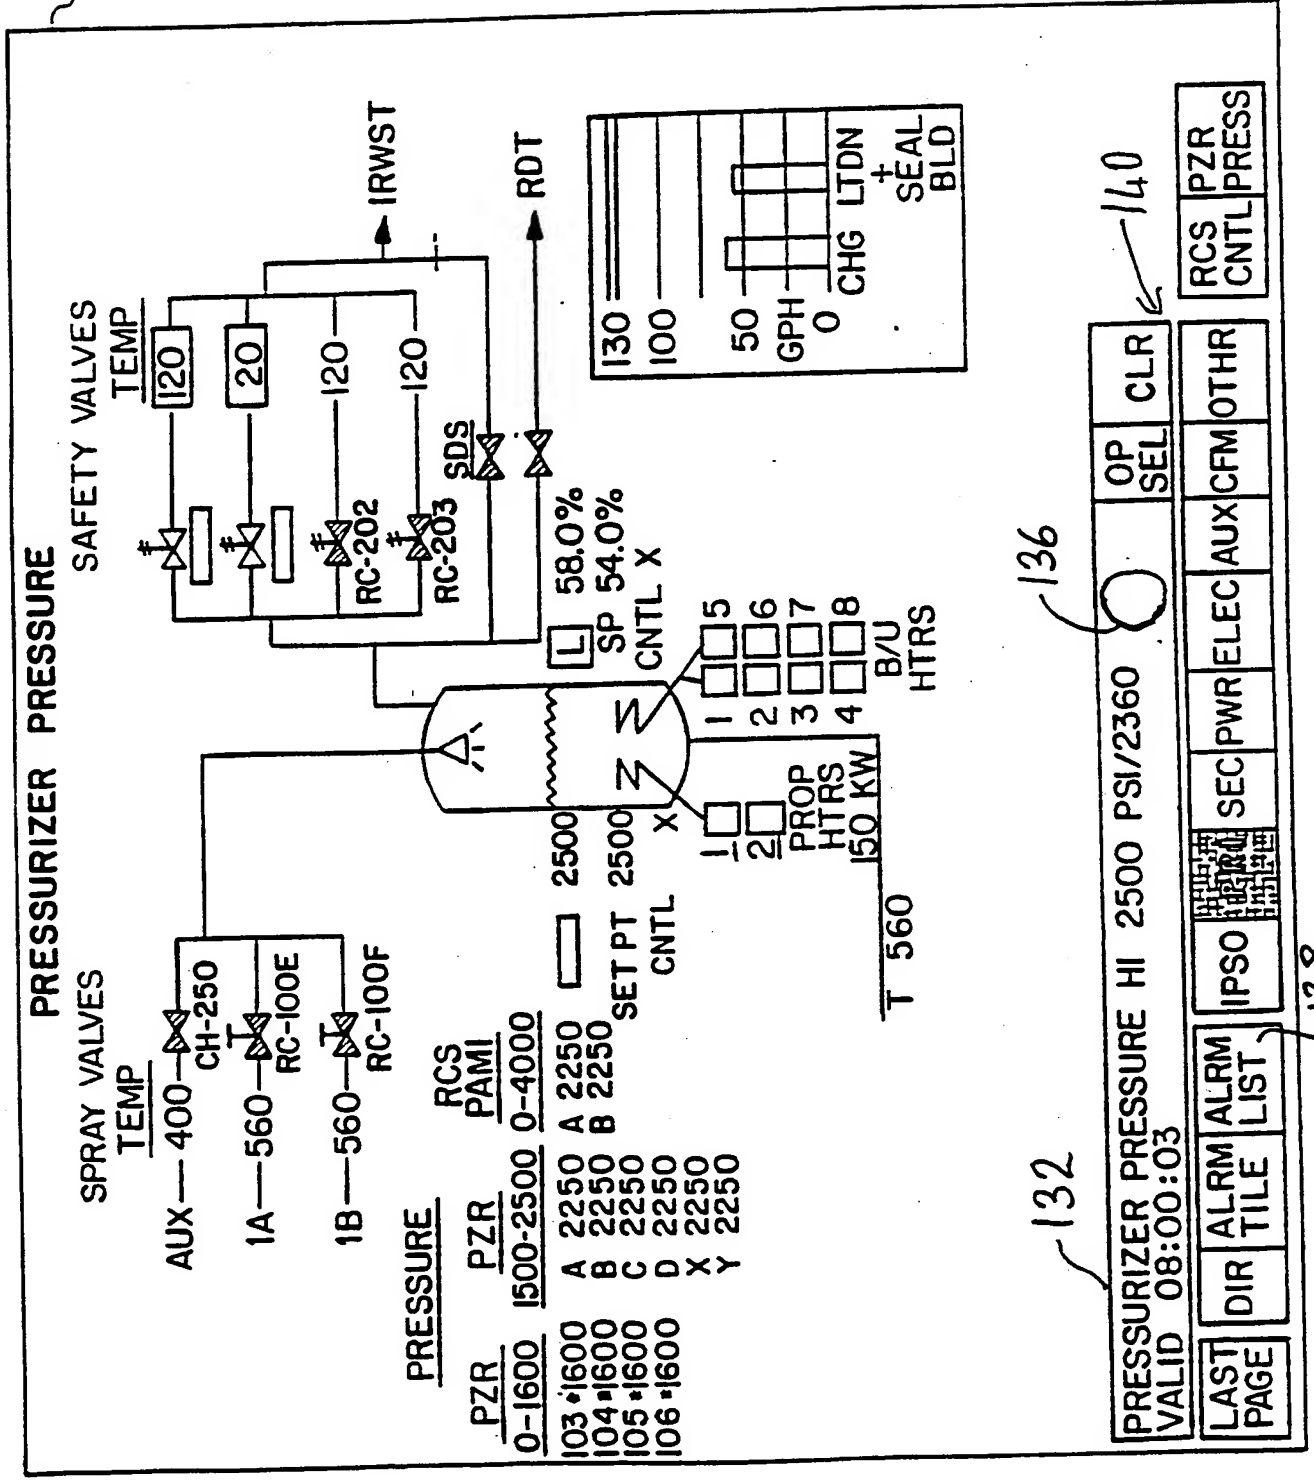 PRESSURIZER PRESSURE
SPRAY VALVES
TEMP
AUX 400
CH-250
1A 560
RC-100E
1B 560
RC-100F
SAFETY VALVES
TEMP
120
20
RC-202 120
RC-203 120
SDS
IRWST
RDT
PRESSURE
PZR PZR RCS PAMI
0-1600 1500-2500 0-4000
103 *1600 A 2250 A 2250
104 *1600 B 2250 B 2250
105 *1600 C 2250
106 *1600 D 2250
X 2250
Y 2250
2500
SET PT 2500
CNTL X
L 58.0%
SP 54.0%
CNTL X
1
2
PROP
HTRS
150 KW
1 5
2 6
3 7
4 8
B/U
HTRS
T 560
130
100
50
GPH
0
CHG LTDN
+
SEAL
BLD
132
136
140
PRESSURIZER PRESSURE HI 2500 PSI/2360
VALID 08:00:03
OP SEL
CLR
LAST PAGE
DIR
ALRM TILE
ALRM LIST
IPSO
SEC
PWR
ELEC
AUX
CFM
OTHR
RCS CNTL
PZR PRESS